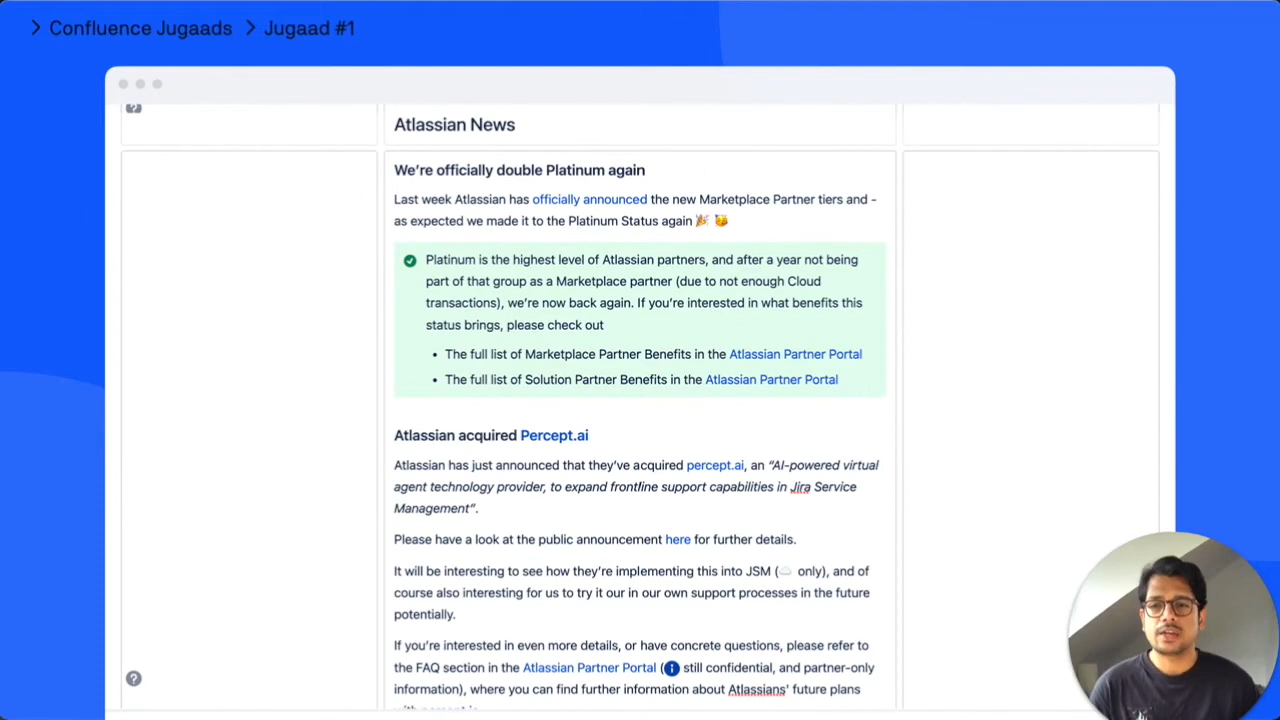 Confluence Jugaads > Jugaad #1
Atlassian News
We're officially double Platinum again
Last week Atlassian has officially announced the new Marketplace Partner tiers and -
as expected we made it to the Platinum Status again 🎉 🥳
Platinum is the highest level of Atlassian partners, and after a year not being
part of that group as a Marketplace partner (due to not enough Cloud
transactions), we're now back again. If you're interested in what benefits this
status brings, please check out
• The full list of Marketplace Partner Benefits in the Atlassian Partner Portal
• The full list of Solution Partner Benefits in the Atlassian Partner Portal
Atlassian acquired Percept.ai
Atlassian has just announced that they've acquired percept.ai, an “AI-powered virtual
agent technology provider, to expand frontline support capabilities in Jira Service
Management”.
Please have a look at the public announcement here for further details.
It will be interesting to see how they're implementing this into JSM (☁️ only), and of
course also interesting for us to try it our in our own support processes in the future
potentially.
If you're interested in even more details, or have concrete questions, please refer to
the FAQ section in the Atlassian Partner Portal (ℹ️ still confidential, and partner-only
information), where you can find further information about Atlassians' future plans